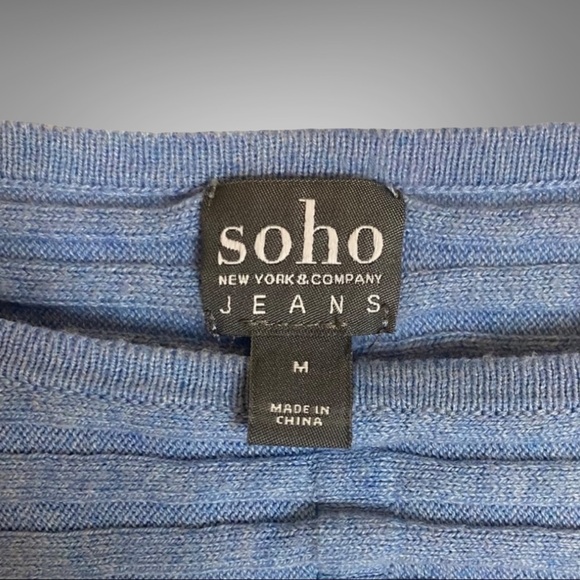 soho
NEW YORK & COMPANY
JEANS
M
MADE IN
CHINA